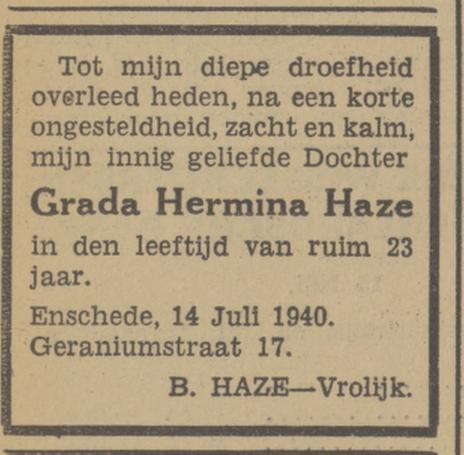 Tot mijn diepe droefheid
overleed heden, na een korte
ongesteldheid, zacht en kalm,
mijn innig geliefde Dochter
Grada Hermina Haze
in den leeftijd van ruim 23
jaar.
Enschede, 14 Juli 1940.
Geraniumstraat 17.
B. HAZE—Vrolijk.